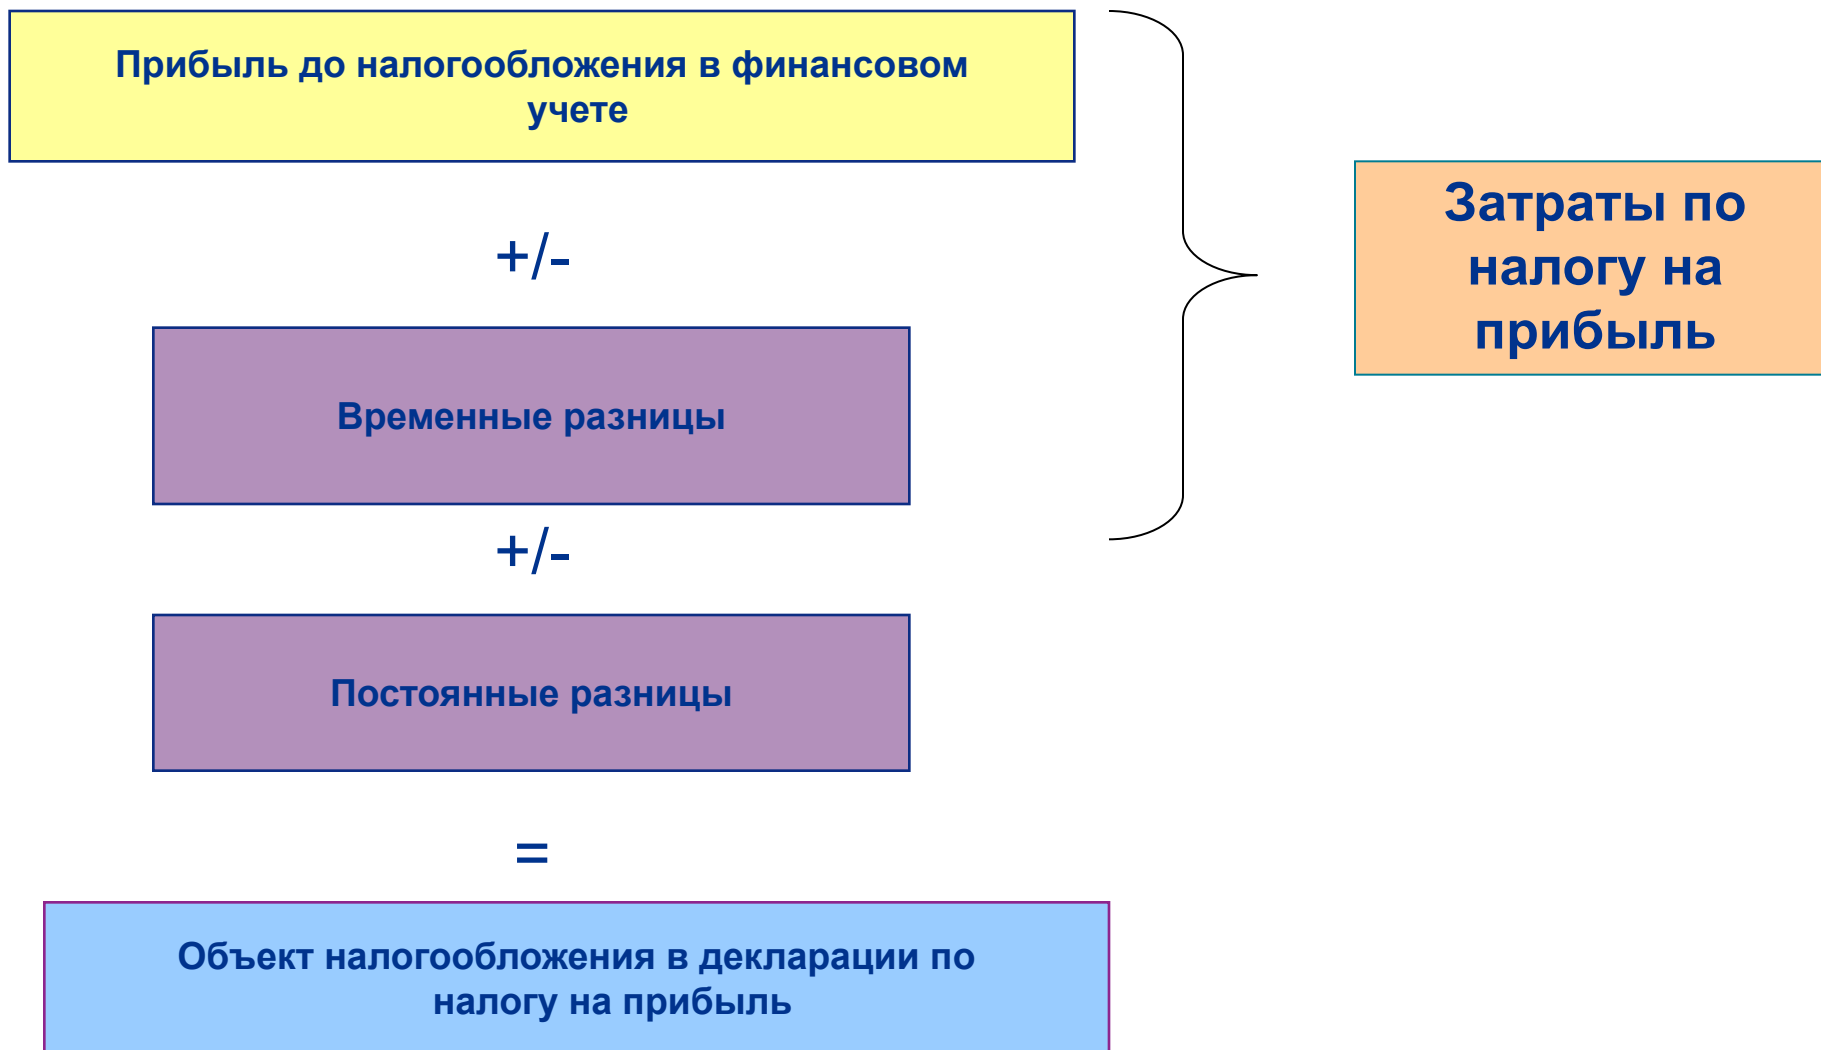 Прибыль до налогообложения в финансовом
учете
+/-
Затраты по
налогу на
прибыль
Временные разницы
+/-
Постоянные разницы
=
Объект налогообложения в декларации по
налогу на прибыль